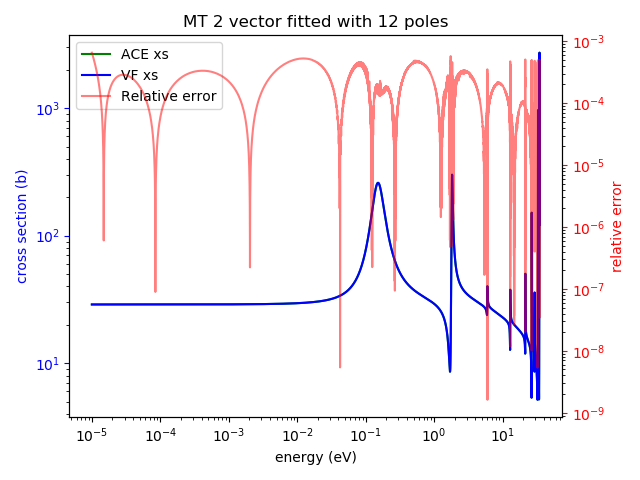 MT 2 vector fitted with 12 poles
ACE xs
VF xs
Relative error
cross section (b)
10³
10²
10¹
10⁻³
10⁻⁴
10⁻⁵
10⁻⁶
10⁻⁷
10⁻⁸
10⁻⁹
relative error
10⁻⁵ 10⁻⁴ 10⁻³ 10⁻² 10⁻¹ 10⁰ 10¹
energy (eV)